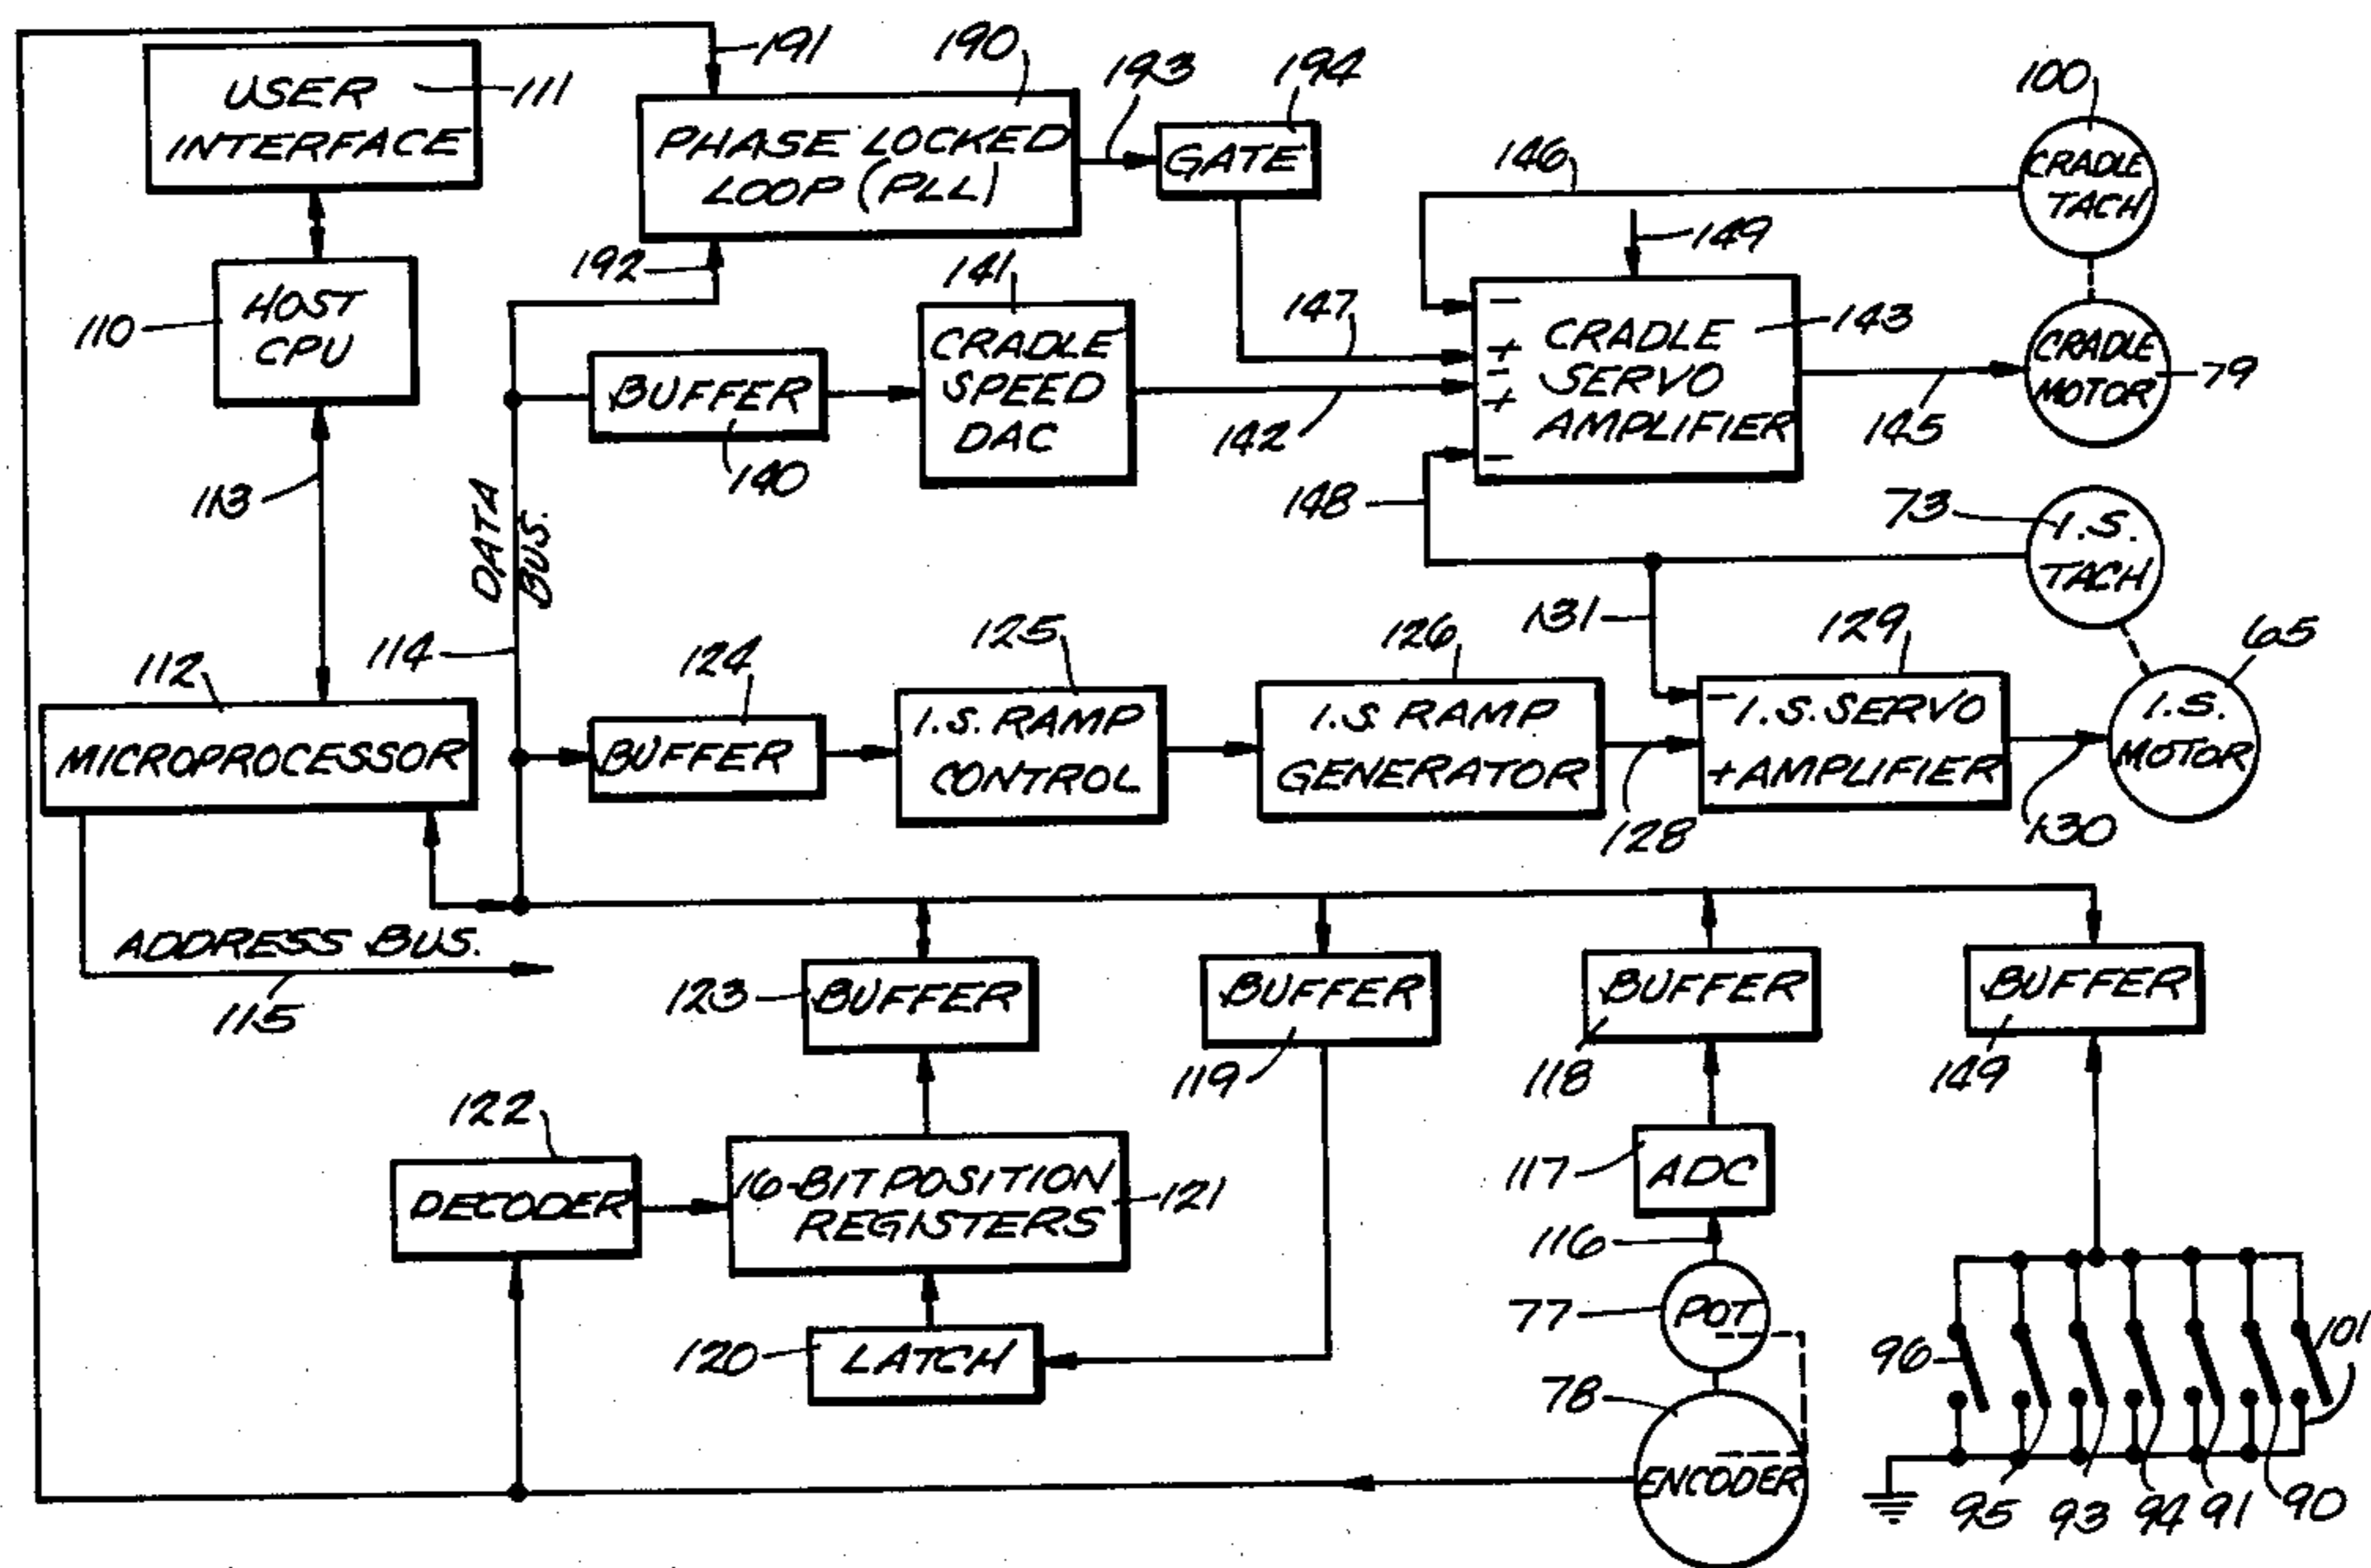 191
190
193
194
100
USER
INTERFACE
111
PHASE LOCKED
LOOP (PLL)
GATE
146
CRADLE
TACH
149
192
141
110
HOST
CPU
147
143
CRADLE
SERVO
AMPLIFIER
- + - + -
CRADLE
MOTOR
79
BUFFER
140
CRADLE
SPEED
DAC
142
145
113
148
73
I.S.
TACH
DATA
BUS.
114
131
112
124
125
126
129
65
MICROPROCESSOR
BUFFER
I.S. RAMP
CONTROL
I.S RAMP
GENERATOR
- I.S. SERVO
+ AMPLIFIER
I.S.
MOTOR
128
130
ADDRESS BUS.
115
123
BUFFER
BUFFER
119
BUFFER
118
BUFFER
149
122
DECODER
16-BIT POSITION
REGISTERS
121
117
ADC
116
120
LATCH
77
POT
78
ENCODER
96
101
95
93
94
91
90